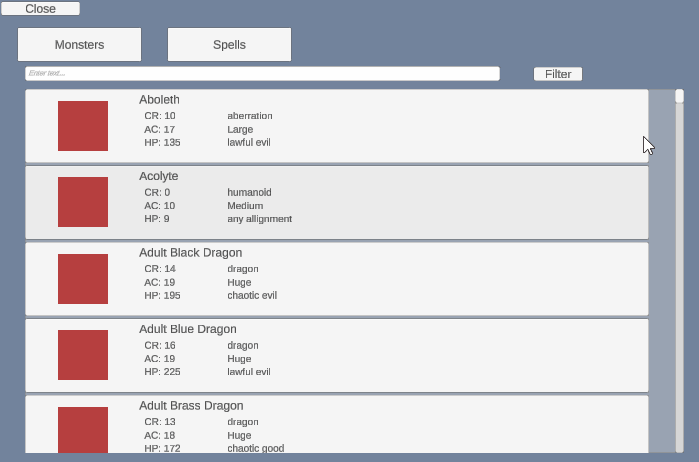 Close
Monsters Spells
Enter text...
Filter
Aboleth
CR: 10 aberration
AC: 17 Large
HP: 135 lawful evil
Acolyte
CR: 0 humanoid
AC: 10 Medium
HP: 9 any allignment
Adult Black Dragon
CR: 14 dragon
AC: 19 Huge
HP: 195 chaotic evil
Adult Blue Dragon
CR: 16 dragon
AC: 19 Huge
HP: 225 lawful evil
Adult Brass Dragon
CR: 13 dragon
AC: 18 Huge
HP: 172 chaotic good